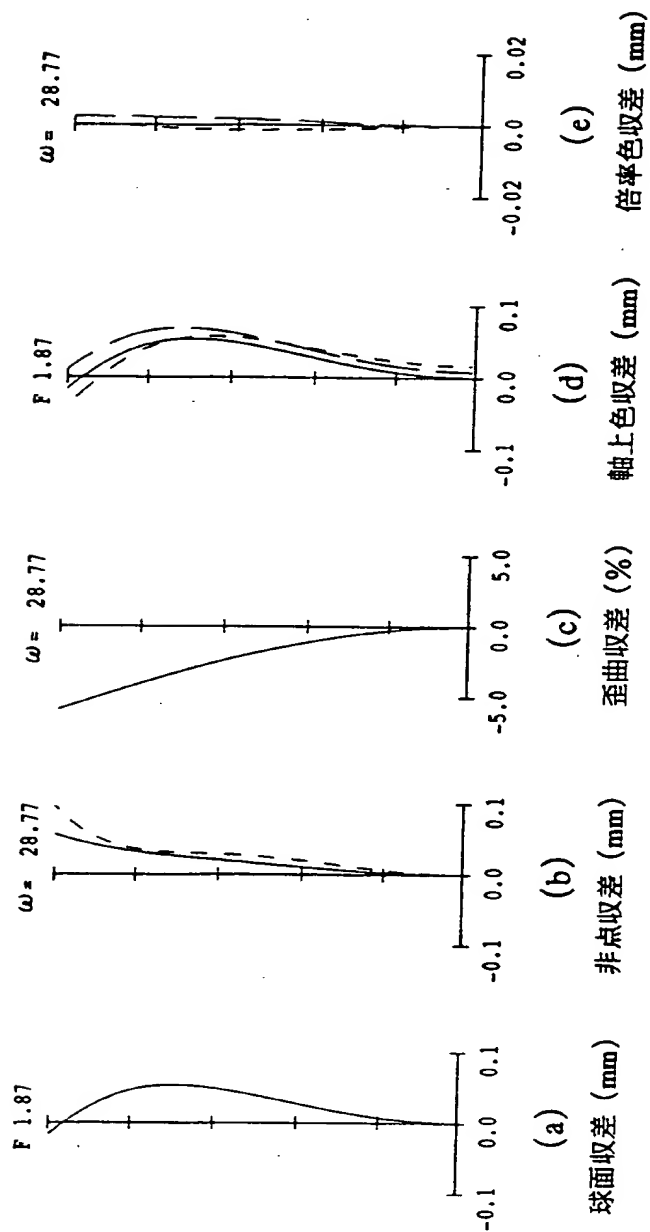 F 1.87
-0.1 0.0 0.1
(a)
球面収差 (mm)
ω= 28.77
-0.1 0.0 0.1
(b)
非点収差 (mm)
ω= 28.77
-5.0 0.0 5.0
(c)
歪曲収差 (%)
F 1.87
-0.1 0.0 0.1
(d)
軸上色収差 (mm)
ω= 28.77
-0.02 0.0 0.02
(e)
倍率色収差 (mm)